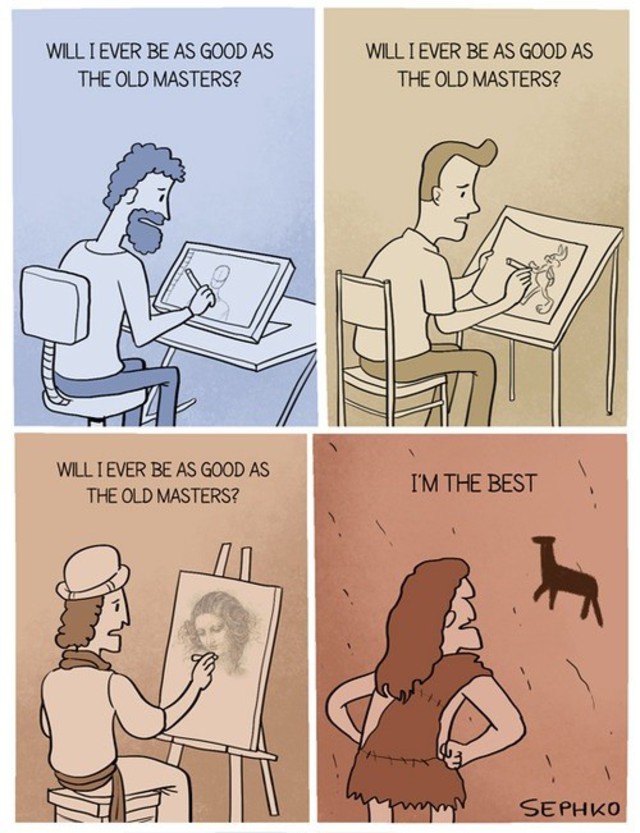 WILL I EVER BE AS GOOD AS
THE OLD MASTERS?
WILL I EVER BE AS GOOD AS
THE OLD MASTERS?
WILL I EVER BE AS GOOD AS
THE OLD MASTERS?
I'M THE BEST
SEPHKO